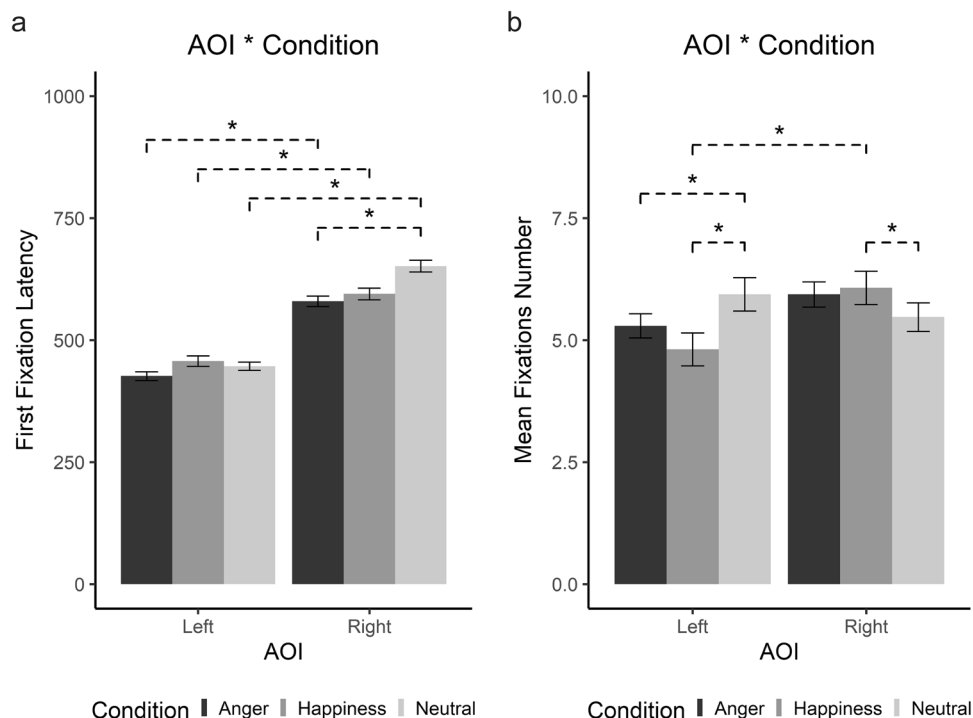 a
AOI * Condition
First Fixation Latency
1000
750
500
250
0
*
*
*
*
Left
Right
AOI
Condition Anger Happiness Neutral
b
AOI * Condition
Mean Fixations Number
10.0
7.5
5.0
2.5
0.0
*
*
*
*
Left
Right
AOI
Condition Anger Happiness Neutral